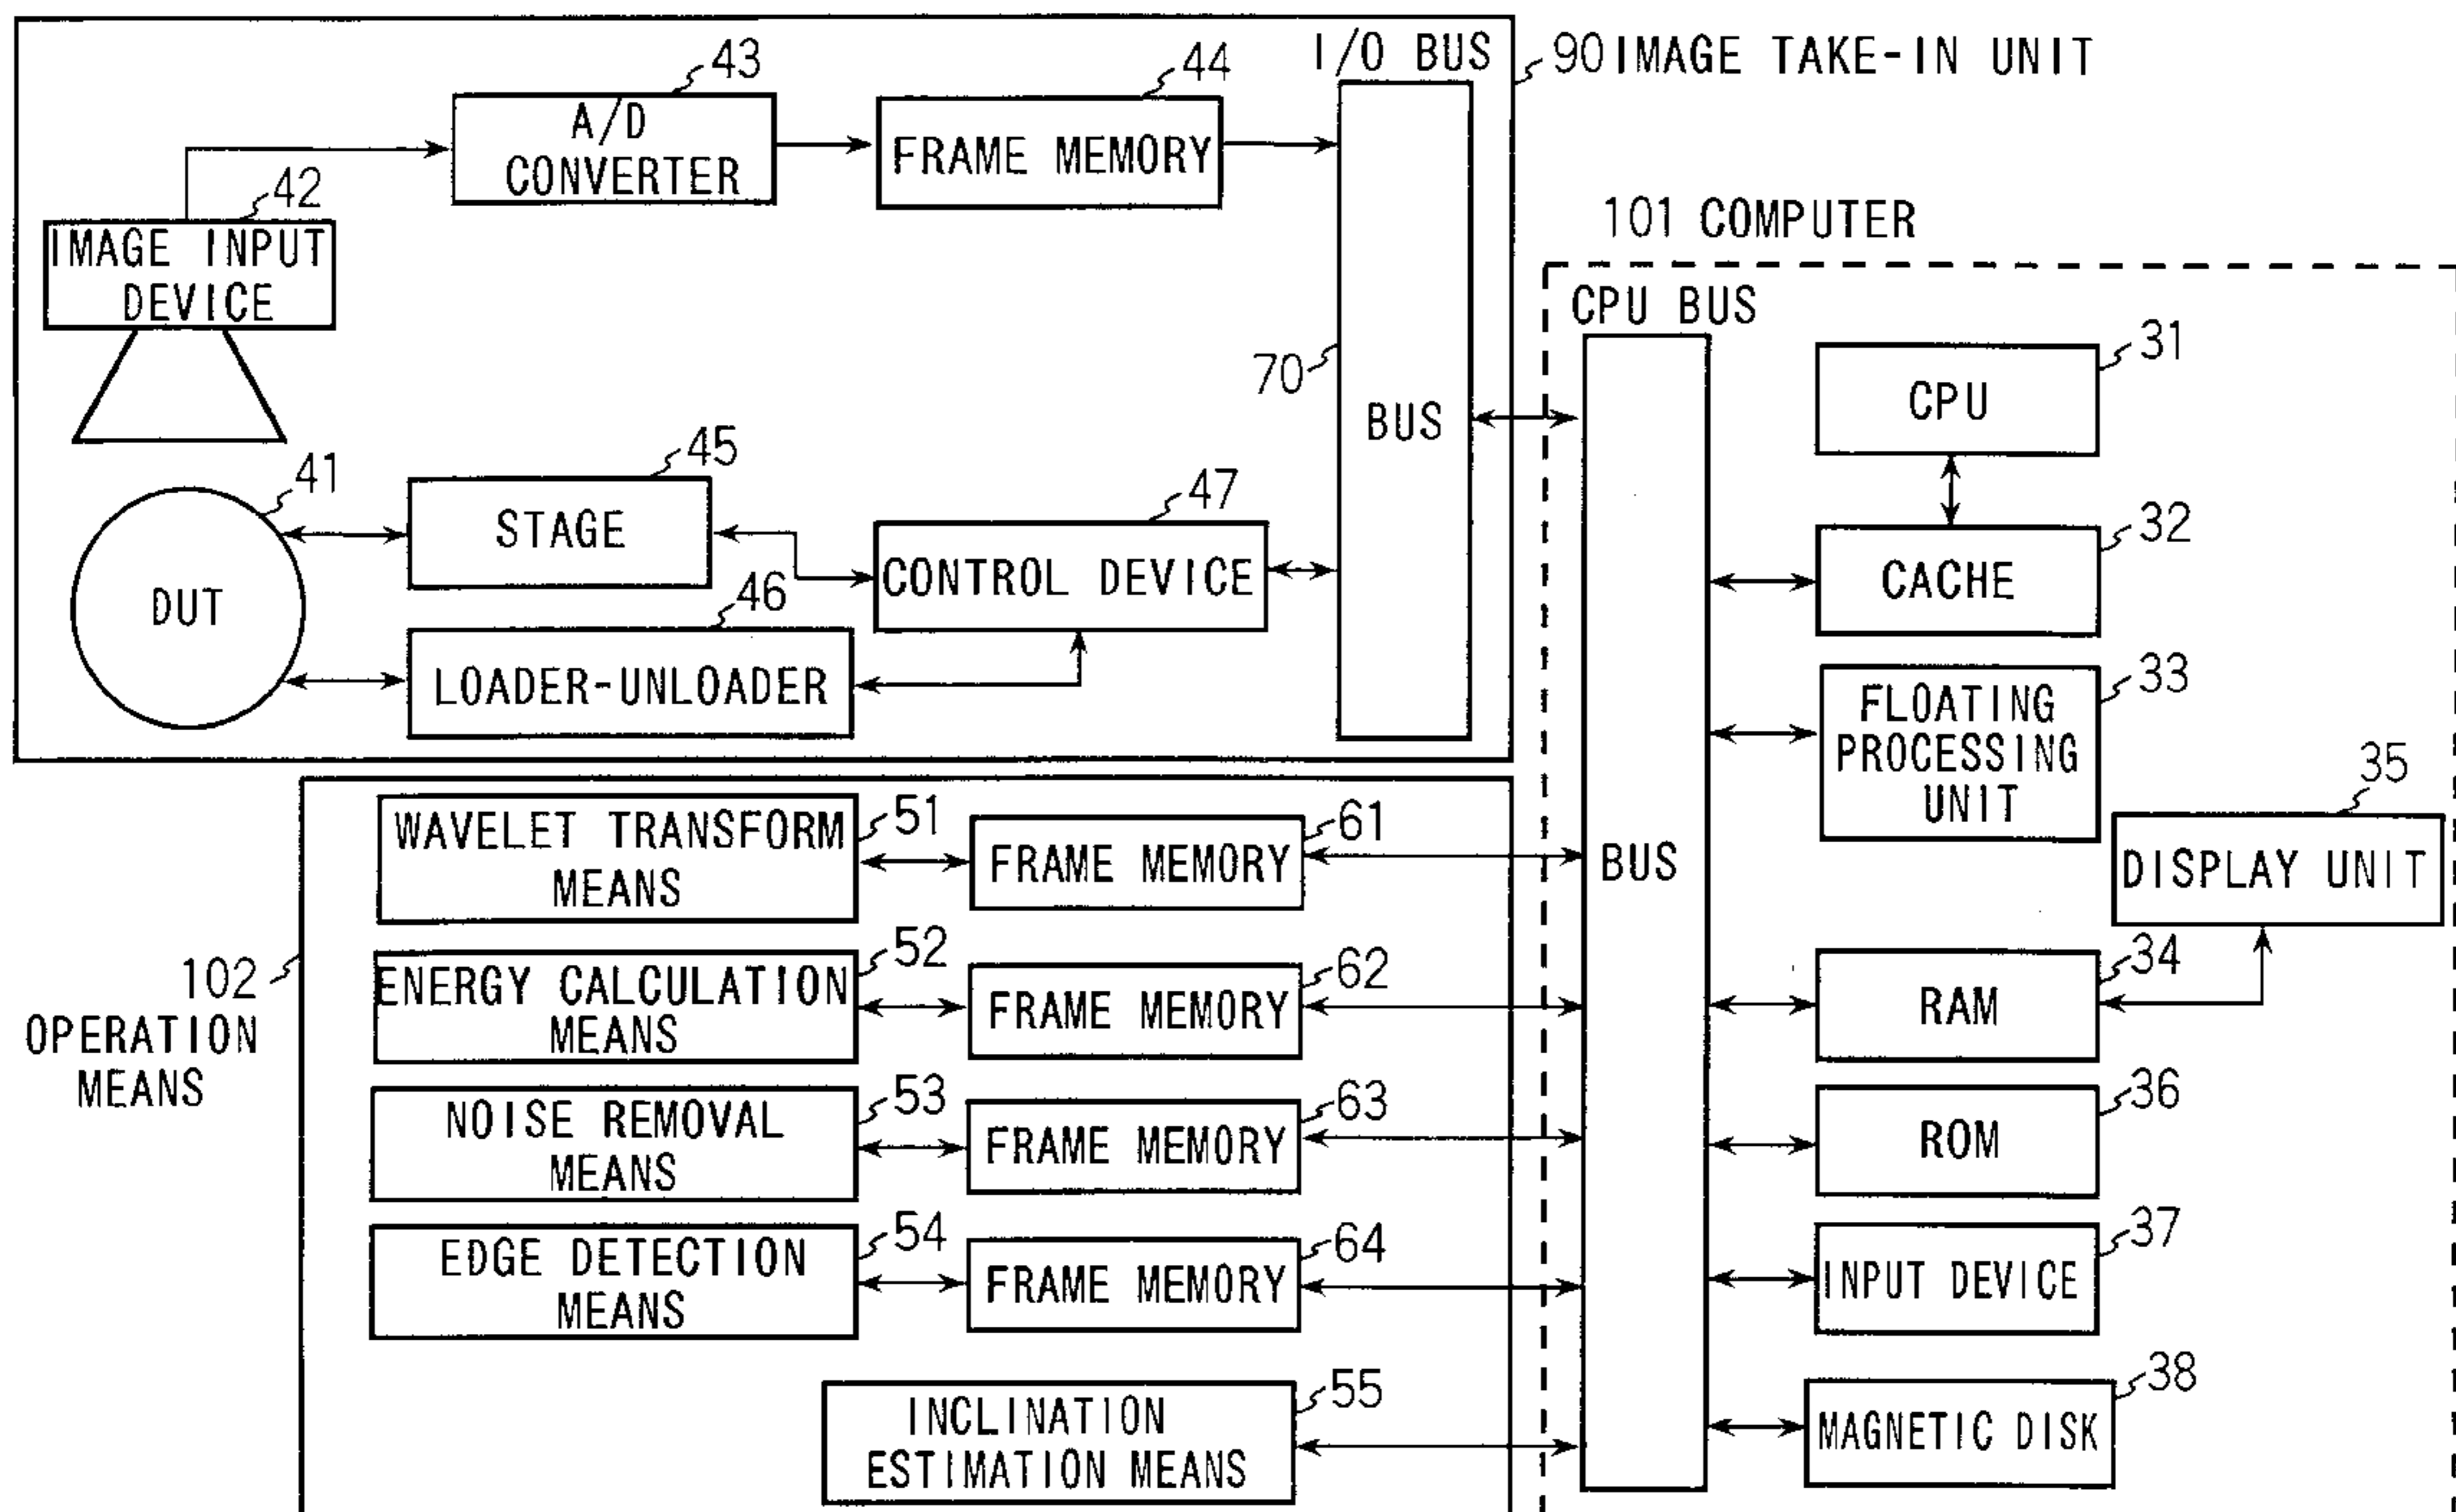 I/O BUS
90 IMAGE TAKE-IN UNIT
43
A/D
CONVERTER
44
FRAME MEMORY
42
IMAGE INPUT
DEVICE
70
BUS
41
DUT
45
STAGE
47
CONTROL DEVICE
46
LOADER-UNLOADER
101 COMPUTER
CPU BUS
BUS
31
CPU
32
CACHE
33
FLOATING
PROCESSING
UNIT
35
DISPLAY UNIT
34
RAM
36
ROM
37
INPUT DEVICE
38
MAGNETIC DISK
102
OPERATION
MEANS
WAVELET TRANSFORM
MEANS
51
FRAME MEMORY
61
ENERGY CALCULATION
MEANS
52
FRAME MEMORY
62
NOISE REMOVAL
MEANS
53
FRAME MEMORY
63
EDGE DETECTION
MEANS
54
FRAME MEMORY
64
INCLINATION
ESTIMATION MEANS
55